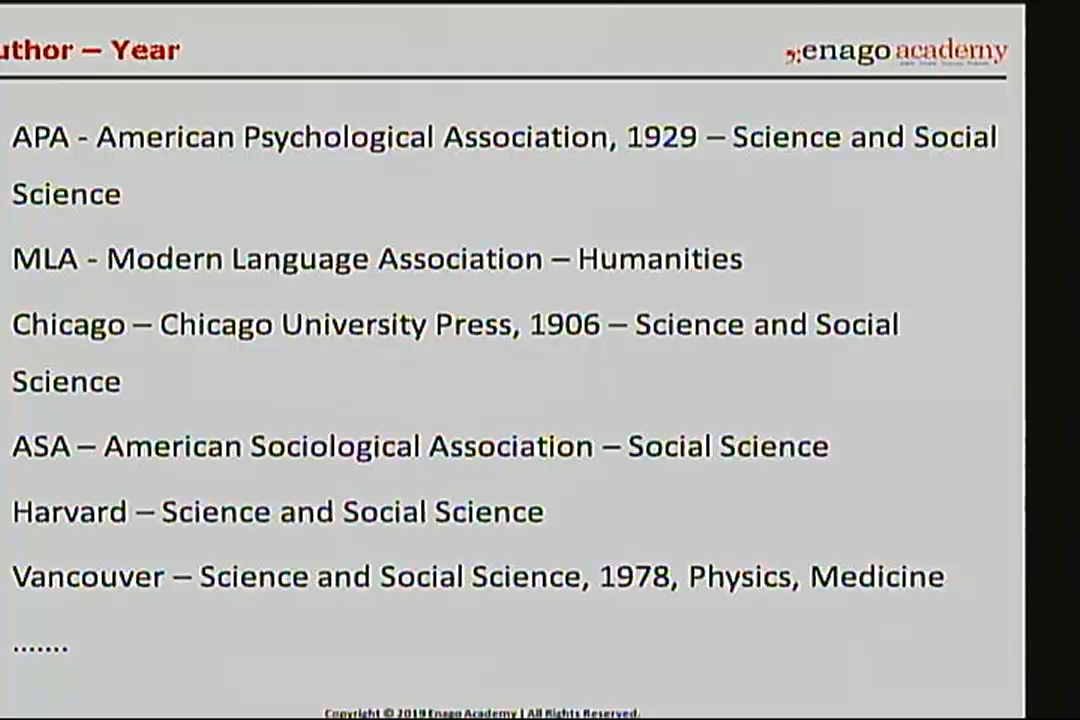 uthor – Year
enago academy
APA - American Psychological Association, 1929 – Science and Social
Science
MLA - Modern Language Association – Humanities
Chicago – Chicago University Press, 1906 – Science and Social
Science
ASA – American Sociological Association – Social Science
Harvard – Science and Social Science
Vancouver – Science and Social Science, 1978, Physics, Medicine
.......
Copyright © 2019 Enago Academy | All Rights Reserved.